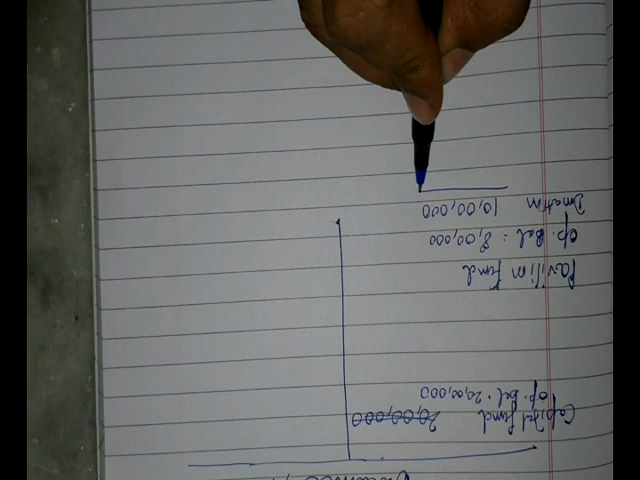 Balance
Capital fund 20,00,000
op. bal. 20,00,000
Pavilion fund
op. Bal : 8,00,000
Donation 10,00,000